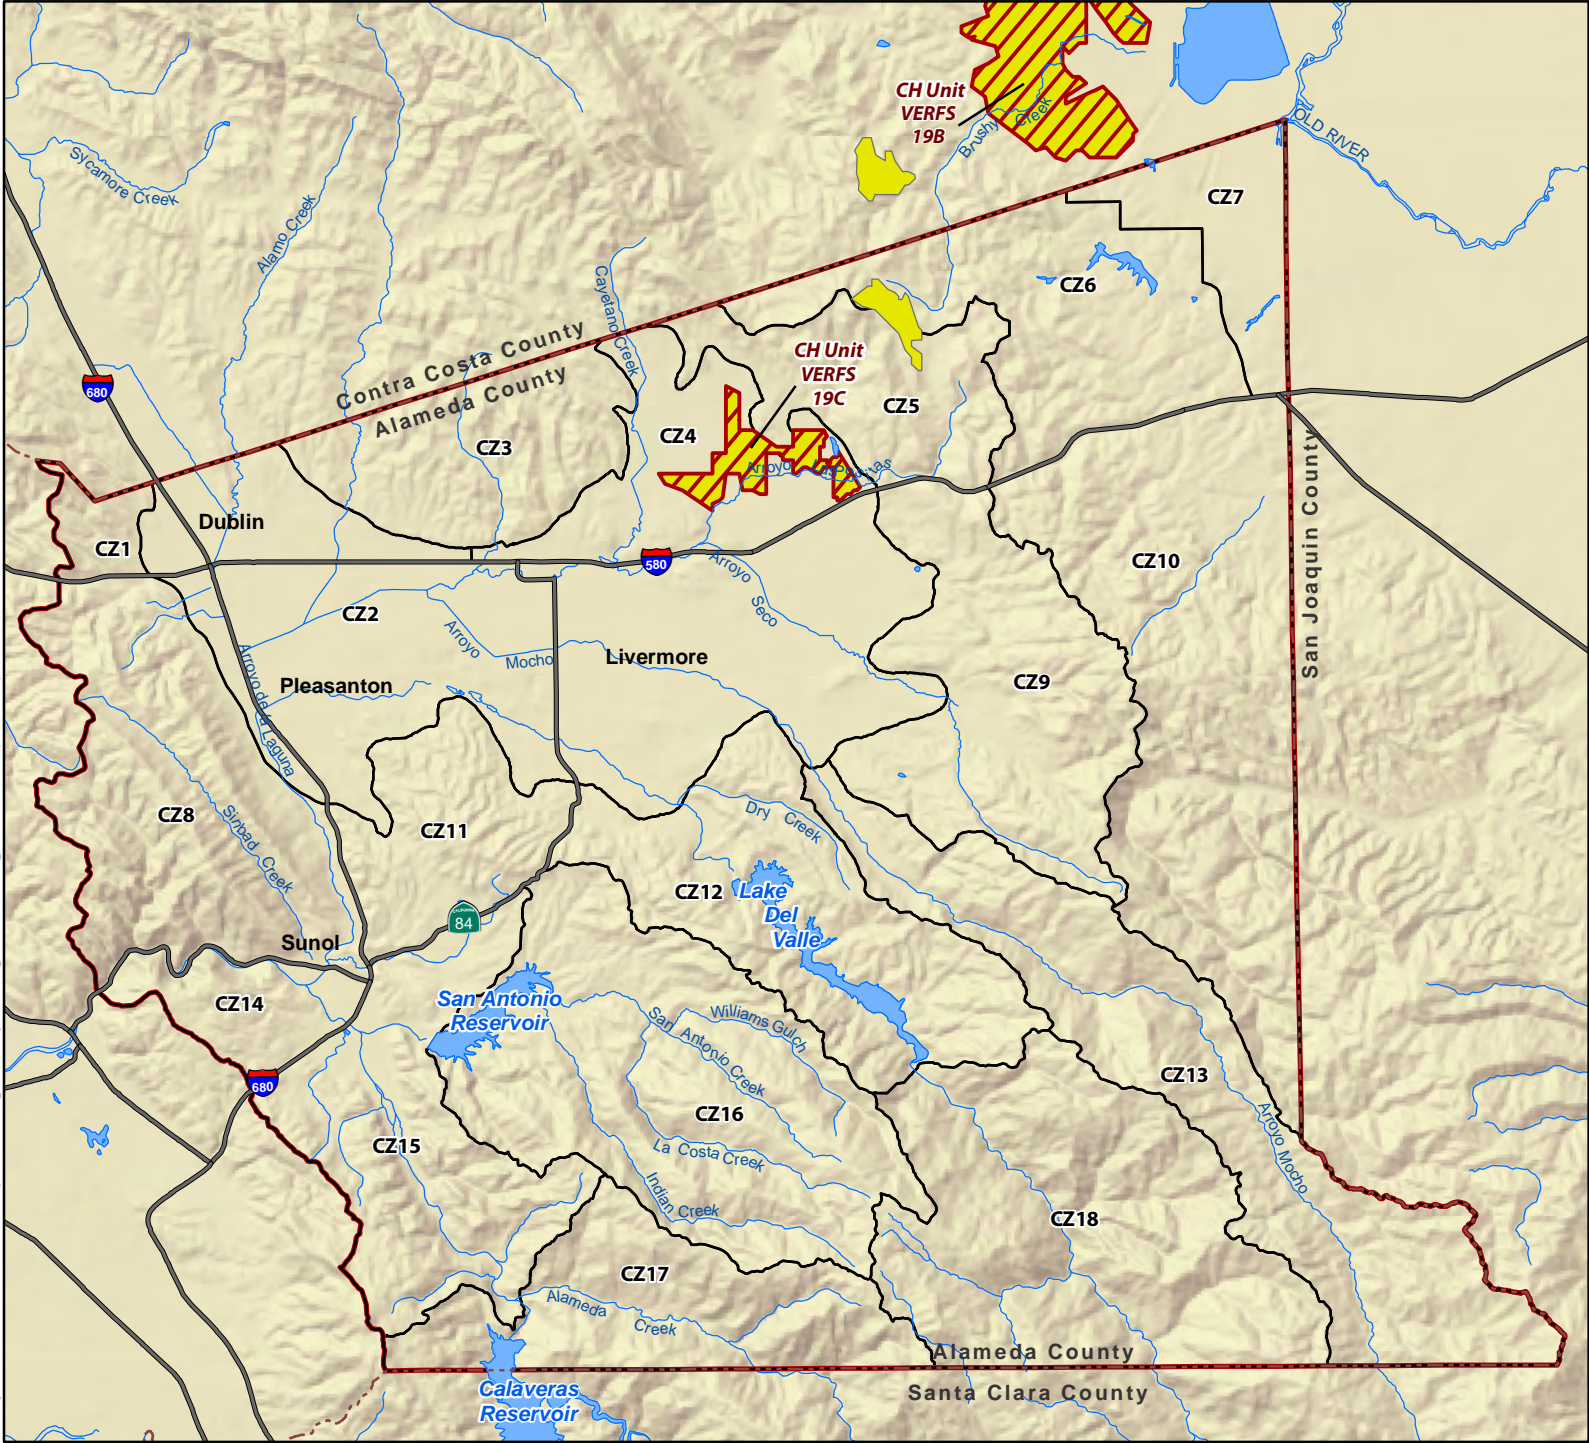 CH Unit
VERFS
19B
Brushy Creek
OLD RIVER
Sycamore Creek
CZ7
Alamo Creek
Cayetano Creek
CZ6
Contra Costa County
Alameda County
CH Unit
VERFS
19C
680
CZ5
CZ4
CZ3
Arroyo Las Positas
San Joaquin County
Dublin
CZ1
580
CZ10
Arroyo Seco
CZ2
Arroyo Mocho
Livermore
Arroyo de la Laguna
Pleasanton
CZ9
CZ8
Sinbad Creek
CZ11
Dry Creek
CZ12
Lake
Del
Valle
CALIFORNIA
84
Sunol
CZ14
San Antonio
Reservoir
Williams Gulch
San Antonio Creek
680
CZ13
CZ16
Arroyo Mocho
CZ15
La Costa Creek
Indian Creek
CZ18
CZ17
Alameda Creek
Alameda County
Santa Clara County
Calaveras
Reservoir